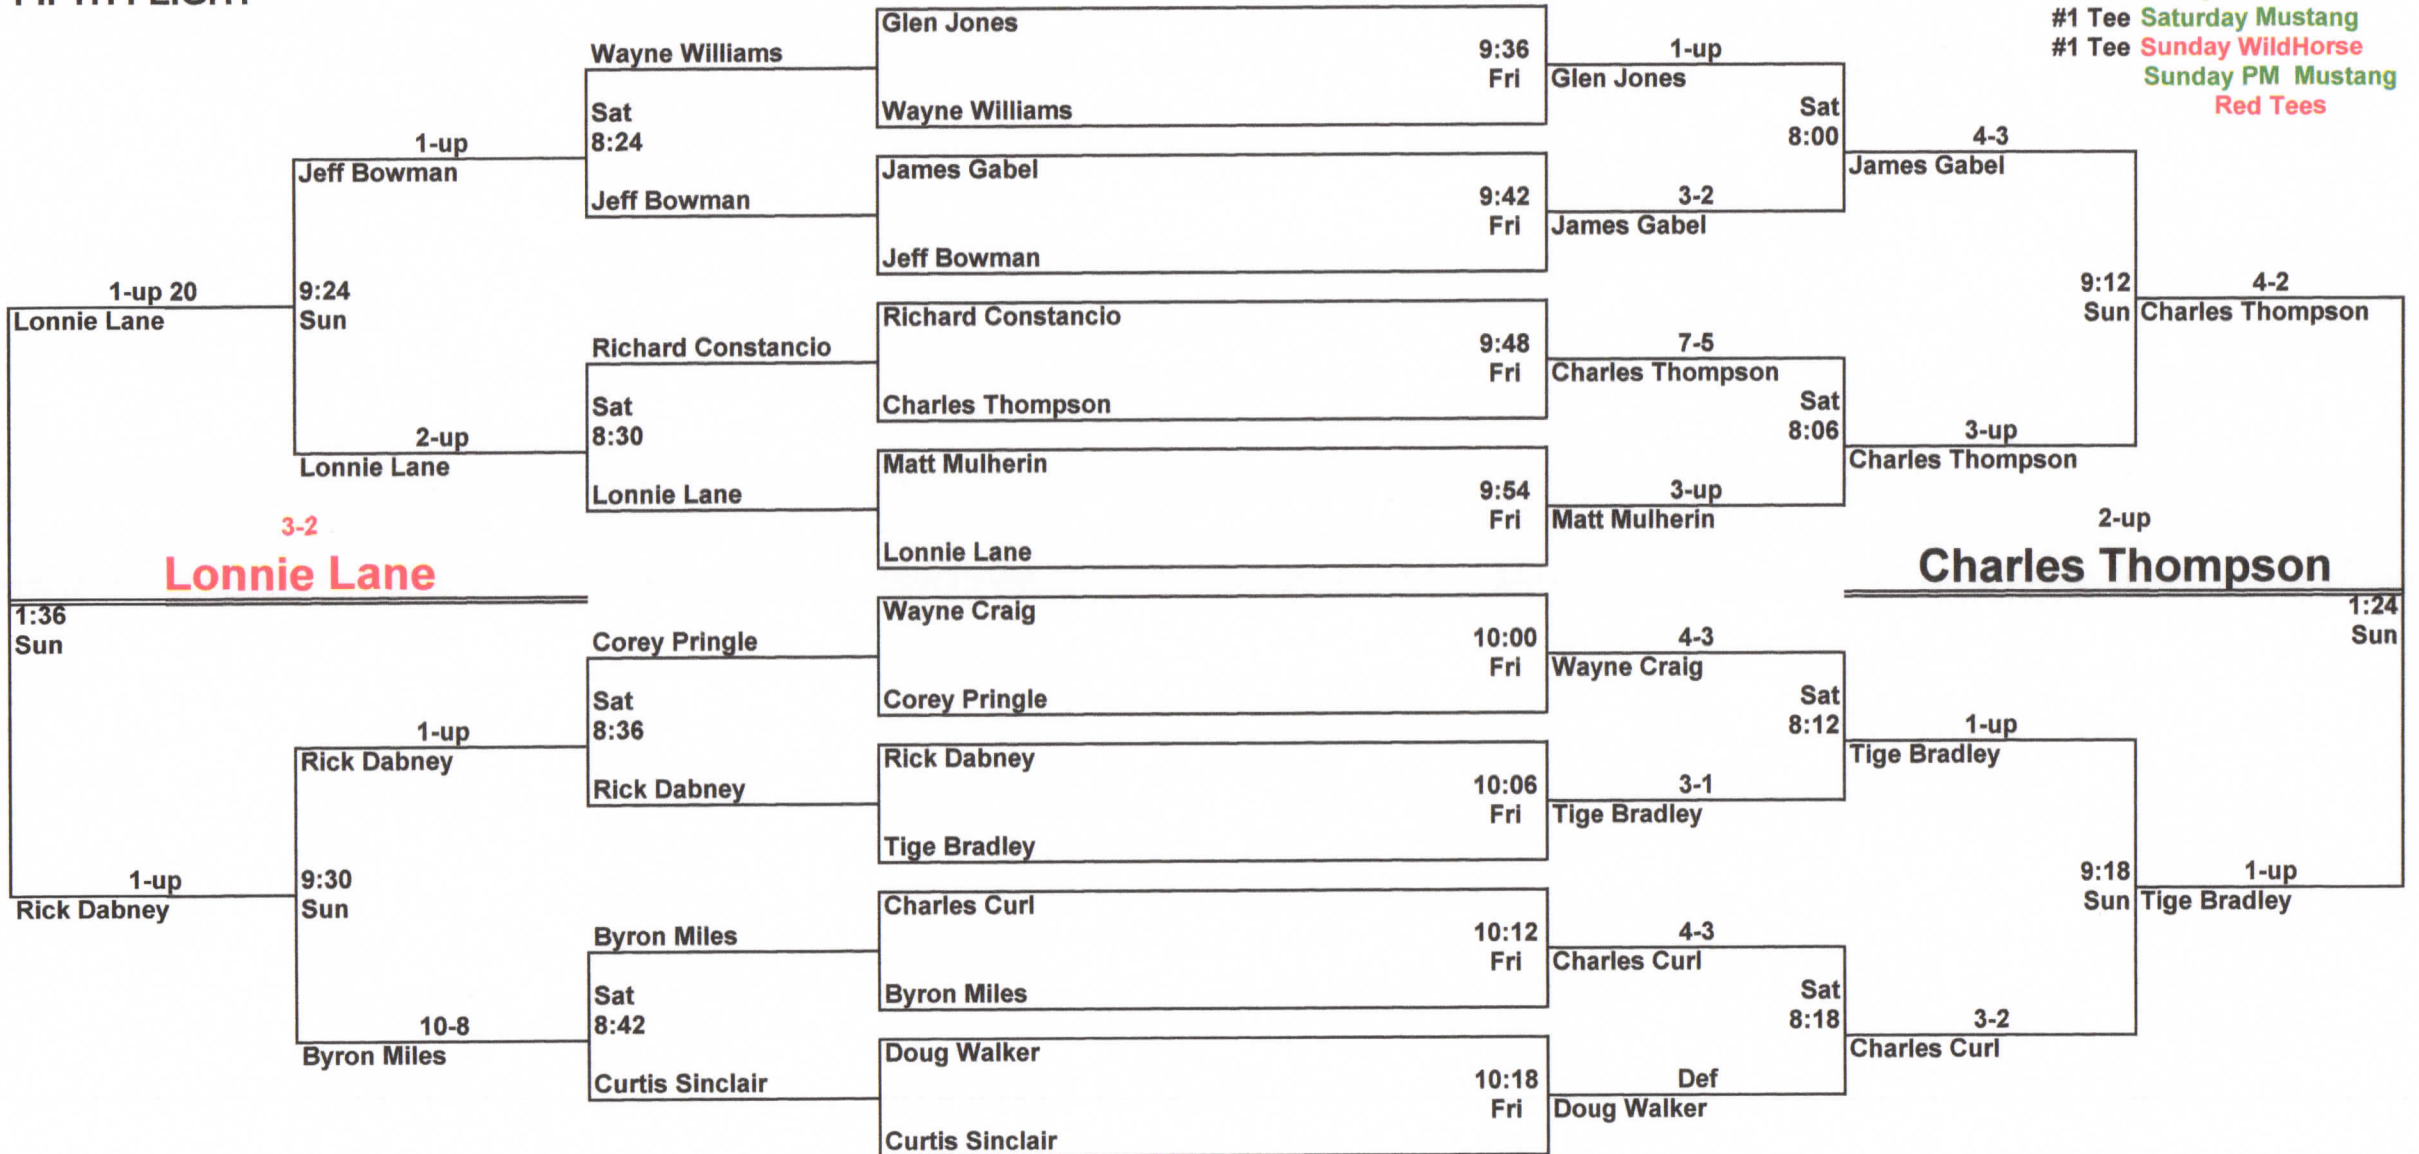 FIFTH FLIGHT
#1 Tee Saturday Mustang
#1 Tee Sunday WildHorse
Sunday PM Mustang
Red Tees
1-up 20
Lonnie Lane
3-2
Lonnie Lane
1:36
Sun
1-up
Rick Dabney
1-up
Jeff Bowman
9:24
Sun
2-up
Lonnie Lane
1-up
Rick Dabney
9:30
Sun
10-8
Byron Miles
Wayne Williams
Sat
8:24
Jeff Bowman
Richard Constancio
Sat
8:30
Lonnie Lane
Corey Pringle
Sat
8:36
Rick Dabney
Byron Miles
Sat
8:42
Curtis Sinclair
Glen Jones
9:36
Fri
Wayne Williams
James Gabel
9:42
Fri
Jeff Bowman
Richard Constancio
9:48
Fri
Charles Thompson
Matt Mulherin
9:54
Fri
Lonnie Lane
Wayne Craig
10:00
Fri
Corey Pringle
Rick Dabney
10:06
Fri
Tige Bradley
Charles Curl
10:12
Fri
Byron Miles
Doug Walker
10:18
Fri
Curtis Sinclair
1-up
Glen Jones
Sat
8:00
3-2
James Gabel
7-5
Charles Thompson
Sat
8:06
3-up
Matt Mulherin
4-3
Wayne Craig
Sat
8:12
3-1
Tige Bradley
4-3
Charles Curl
Sat
8:18
Def
Doug Walker
4-3
James Gabel
9:12
Sun
3-up
Charles Thompson
1-up
Tige Bradley
9:18
Sun
3-2
Charles Curl
4-2
Charles Thompson
2-up
Charles Thompson
1:24
Sun
1-up
Tige Bradley